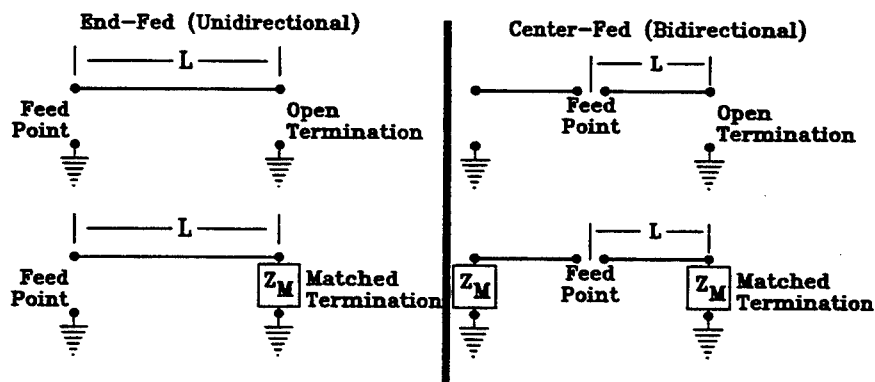 End-Fed (Unidirectional)
L
Feed
Point
Open
Termination
L
Feed
Point
Z_M
Matched
Termination
Center-Fed (Bidirectional)
L
Feed
Point
Open
Termination
L
Z_M
Feed
Point
Z_M
Matched
Termination